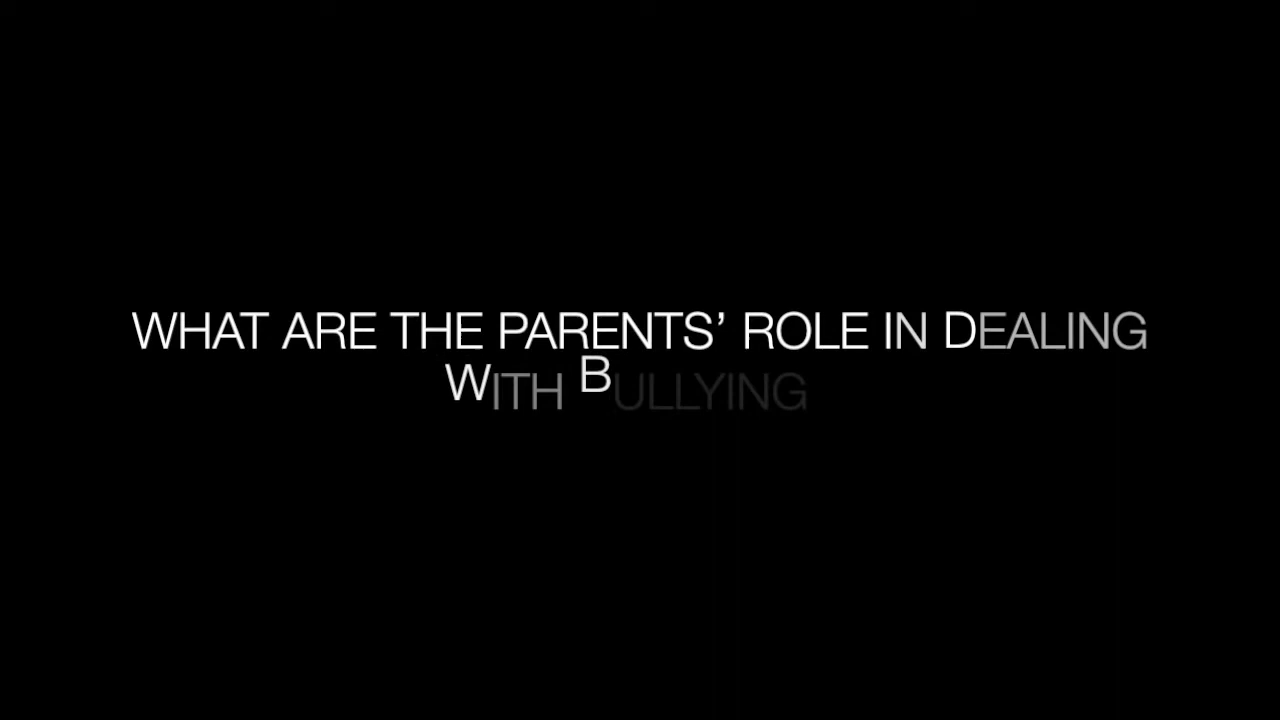 WHAT ARE THE PARENTS’ ROLE IN DEALING
WITH BULLYING